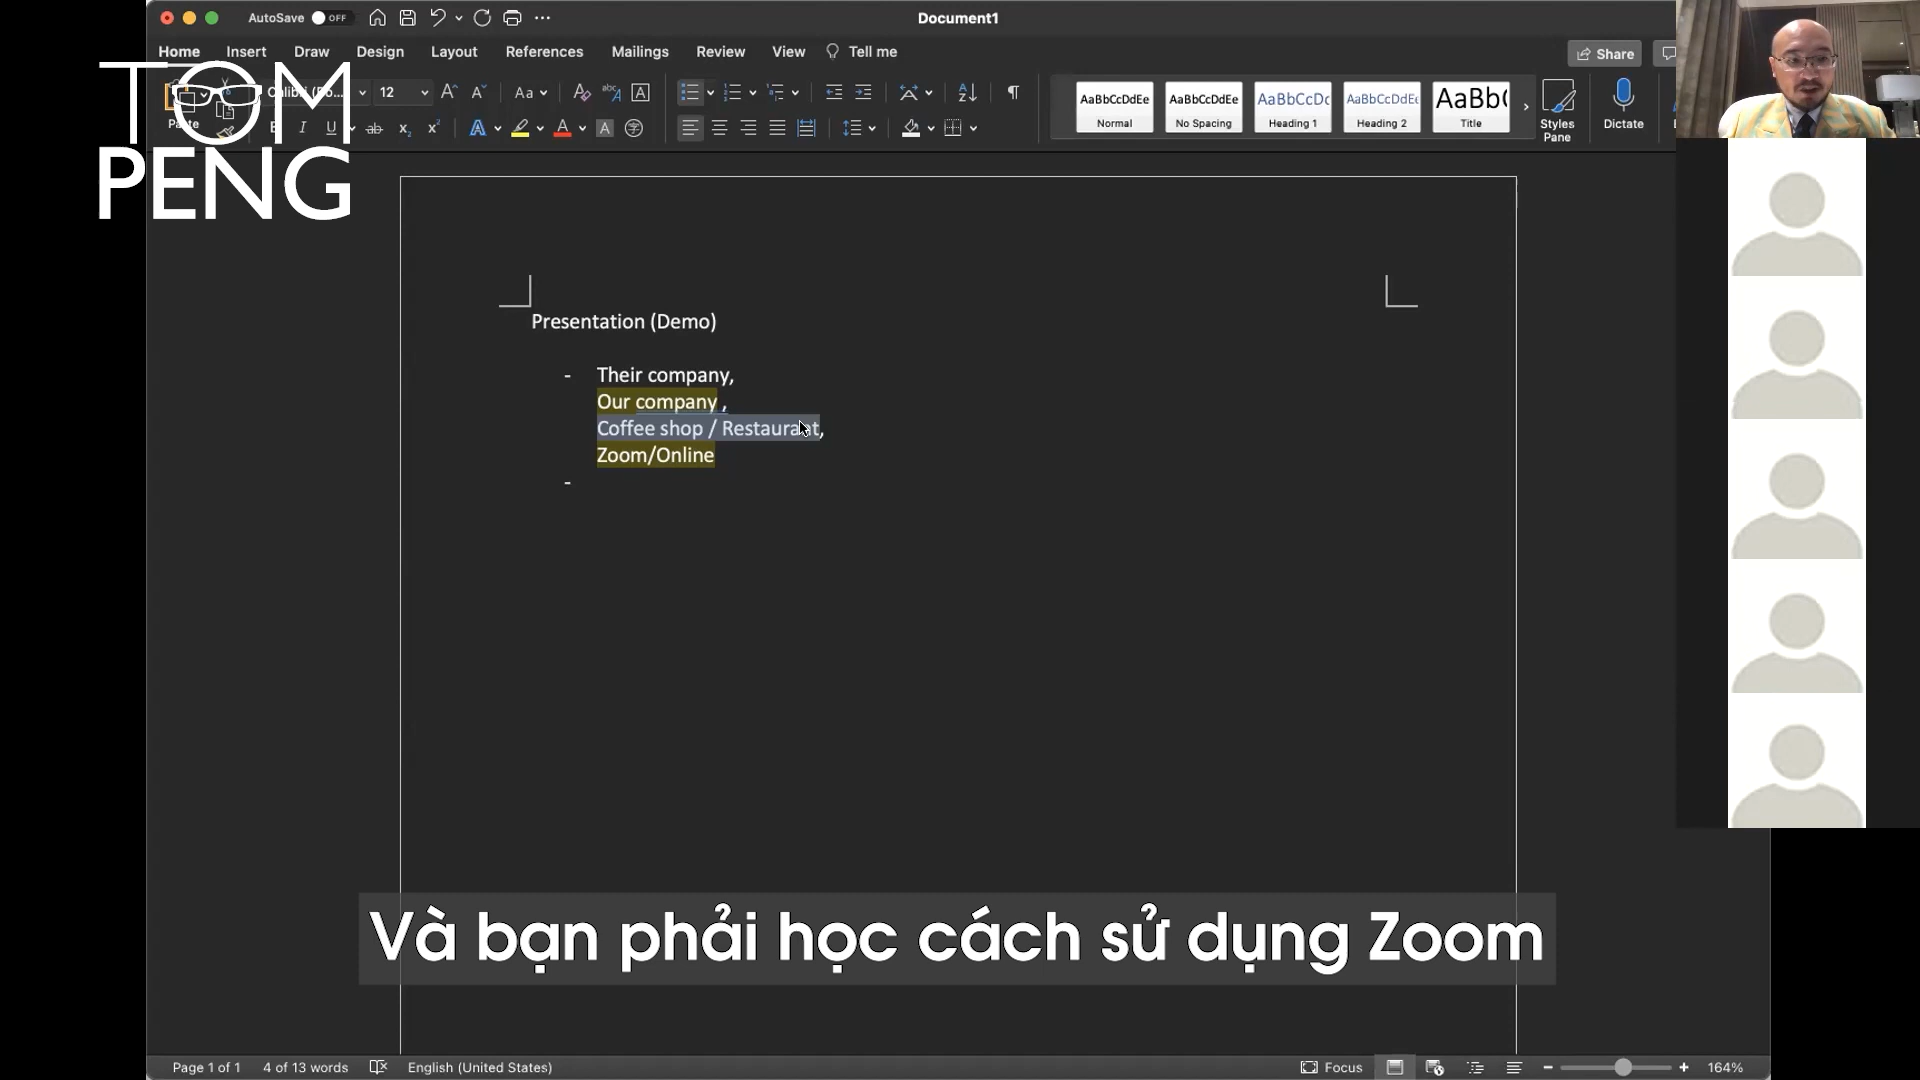 AutoSave OFF
Document1
Home Insert Draw Design Layout References Mailings Review View Tell me
Share
12
AaBbCcDdEe AaBbCcDdEe AaBbCcDc AaBbCcDdEe AaBb(
Normal No Spacing Heading 1 Heading 2 Title
Styles Pane
Dictate
TOM
PENG
Presentation (Demo)
- Their company,
Our company ,
Coffee shop / Restaurant,
Zoom/Online
-
Và bạn phải học cách sử dụng Zoom
Page 1 of 1 4 of 13 words English (United States) Focus 164%